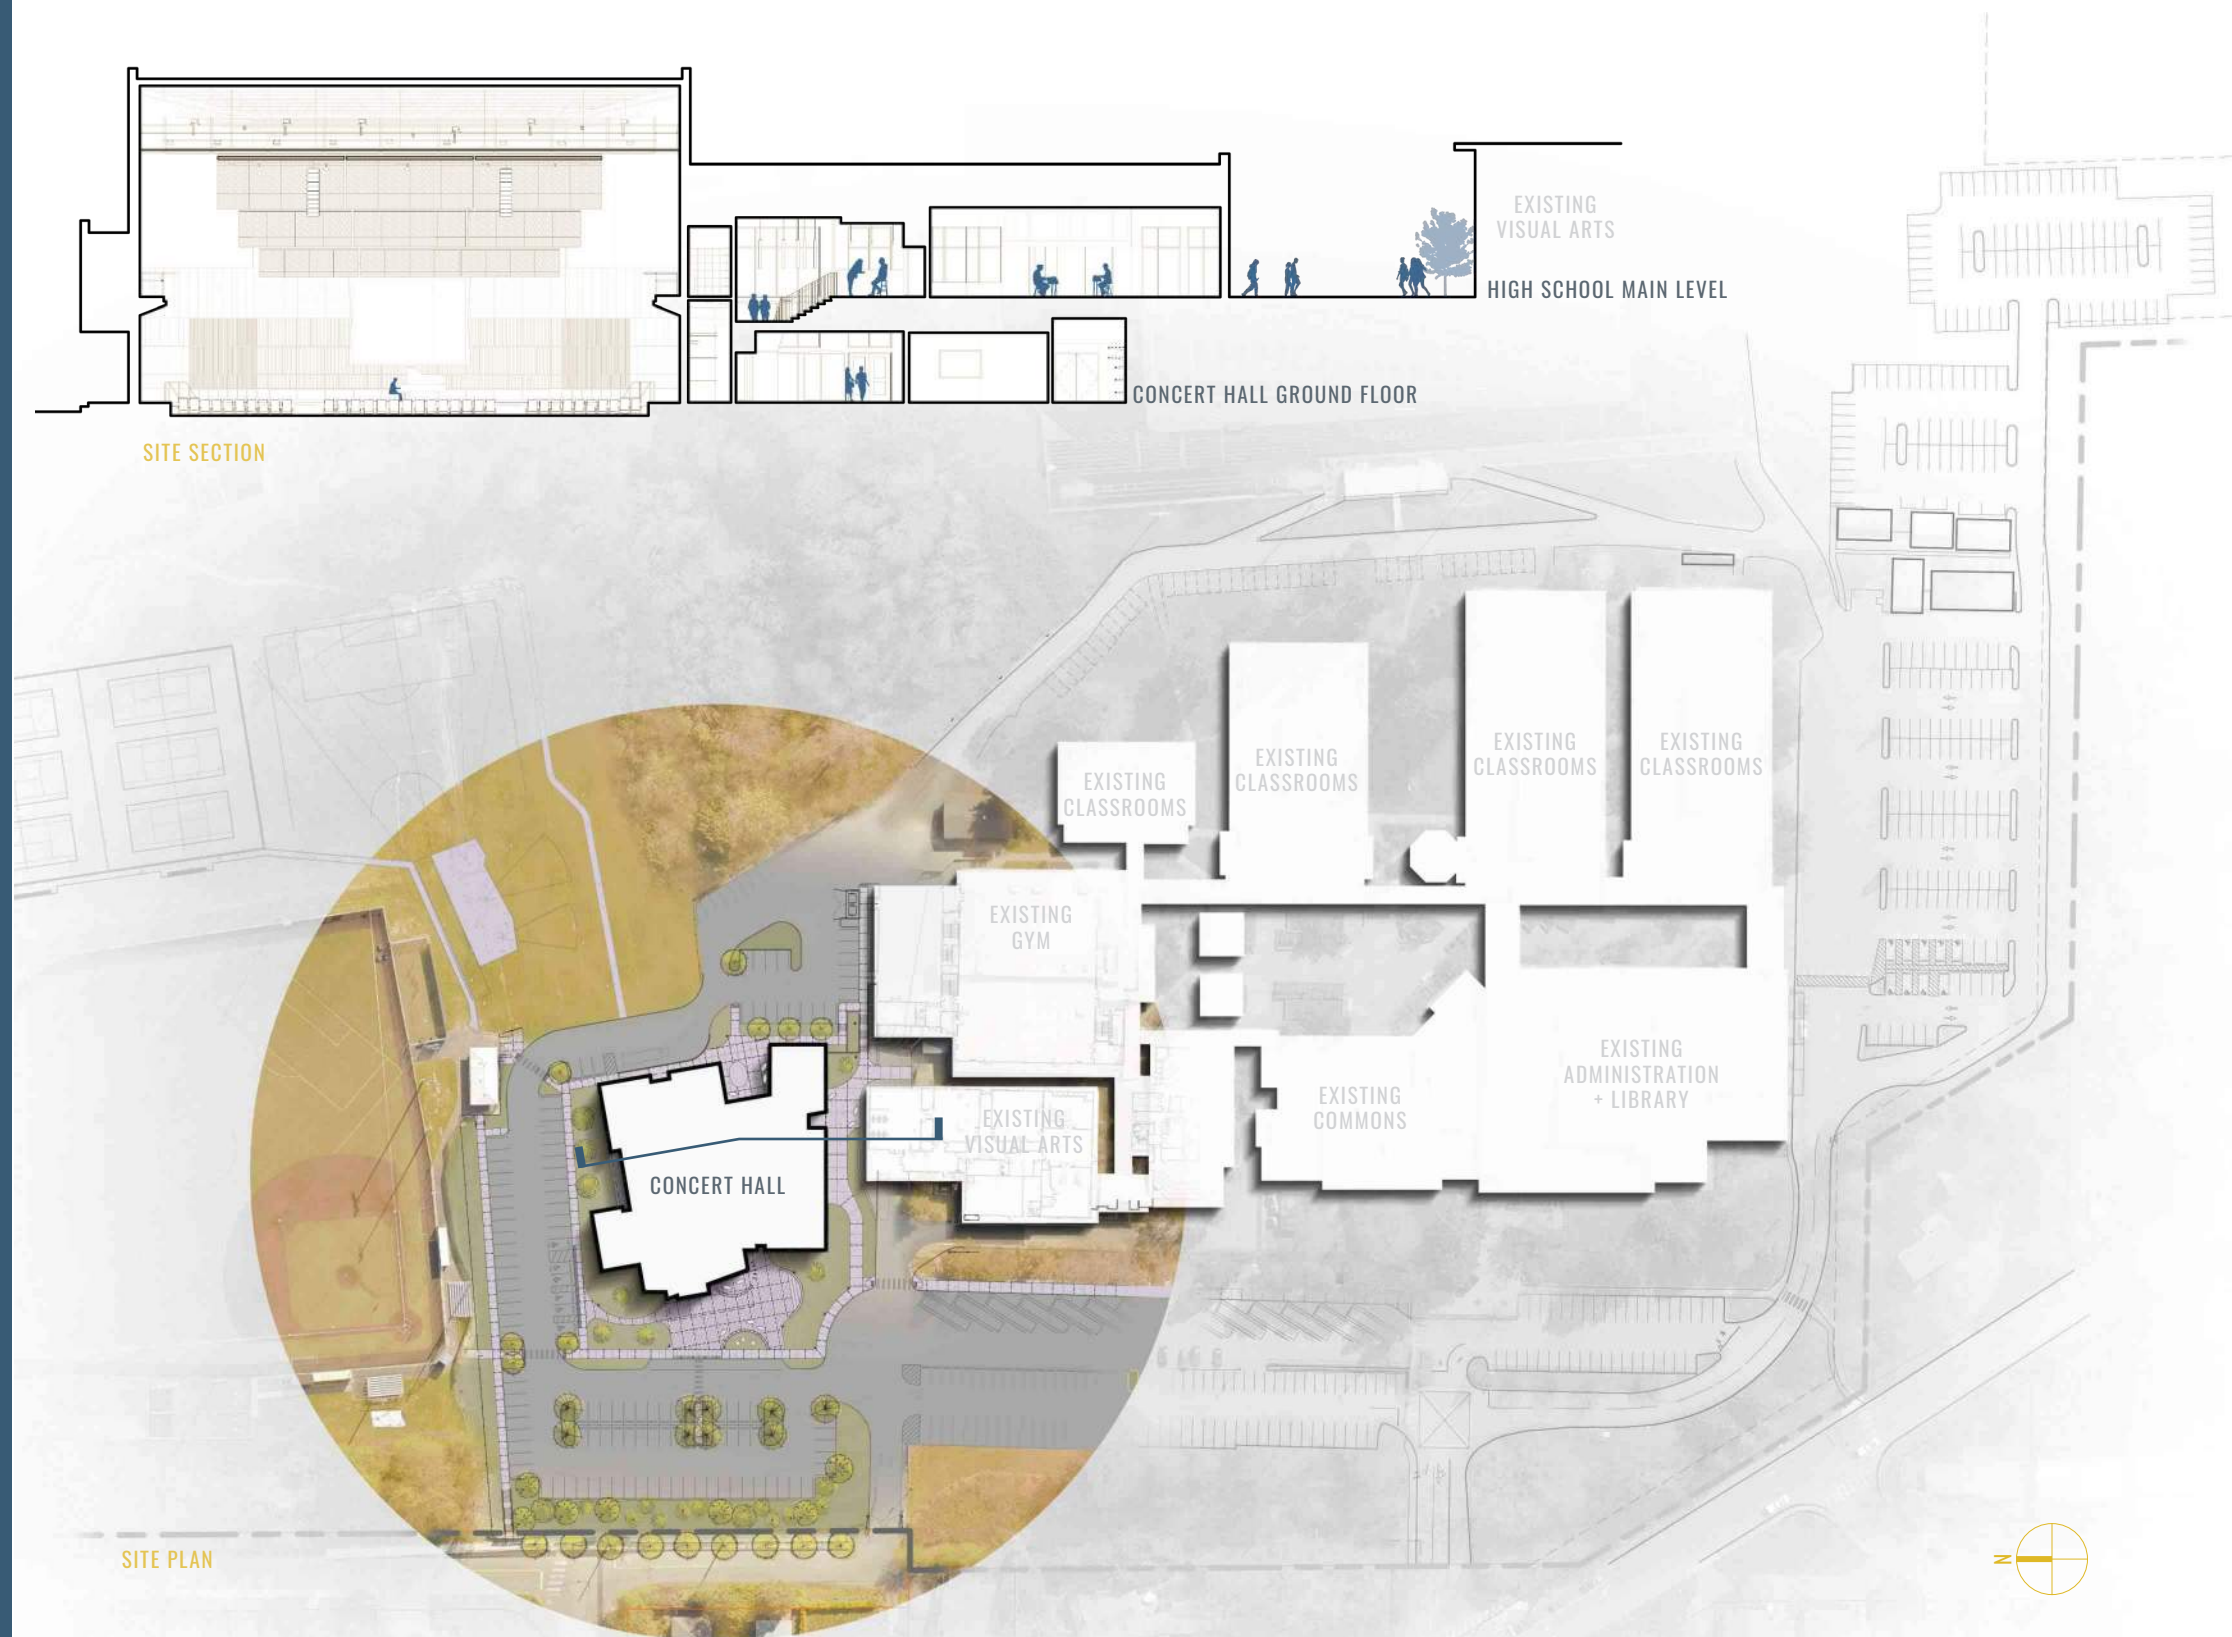 EXISTING
VISUAL ARTS
HIGH SCHOOL MAIN LEVEL
CONCERT HALL GROUND FLOOR
SITE SECTION
EXISTING
CLASSROOMS
EXISTING
CLASSROOMS
EXISTING
CLASSROOMS
EXISTING
CLASSROOMS
EXISTING
GYM
EXISTING
ADMINISTRATION
+ LIBRARY
EXISTING
COMMONS
EXISTING
VISUAL ARTS
CONCERT HALL
SITE PLAN
N